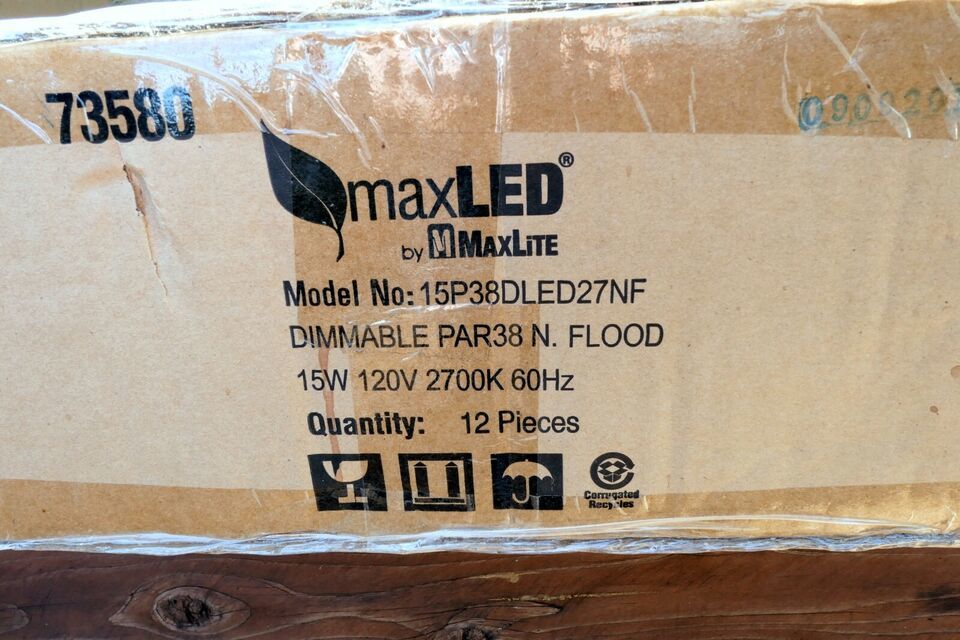 73580
maxLED®
by MAXLITE
Model No: 15P38DLED27NF
DIMMABLE PAR38 N. FLOOD
15W 120V 2700K 60Hz
Quantity: 12 Pieces
Corrugated
Recycles